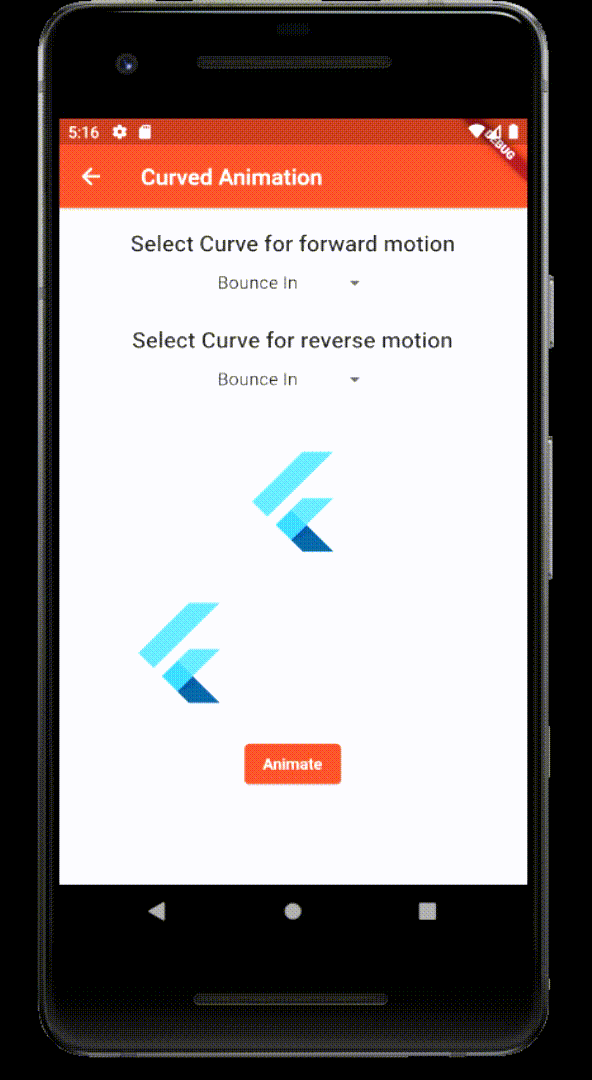 5:16
DEBUG
Curved Animation
Select Curve for forward motion
Bounce In
Select Curve for reverse motion
Bounce In
Animate